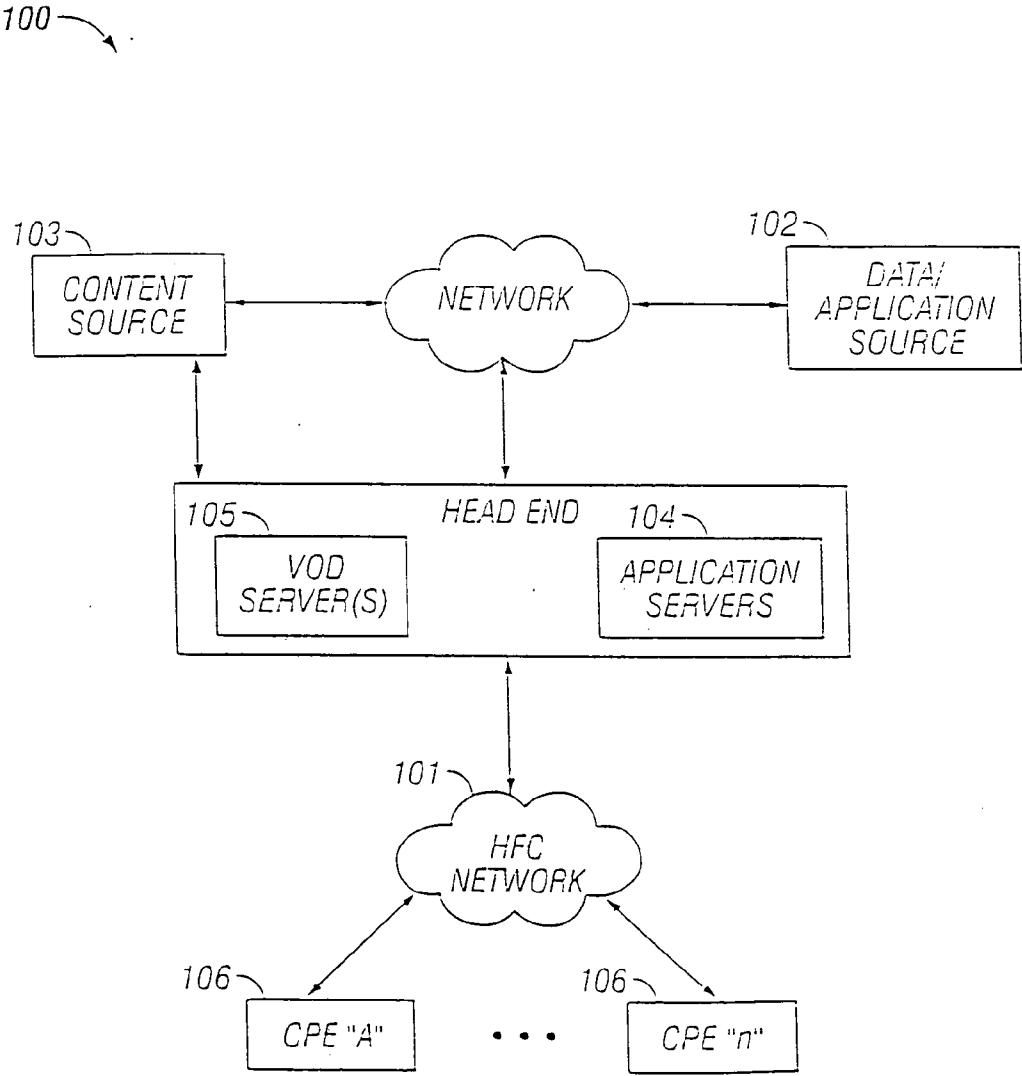 100
103
CONTENT
SOURCE
NETWORK
102
DATA/
APPLICATION
SOURCE
HEAD END
105
VOD
SERVER(S)
104
APPLICATION
SERVERS
101
HFC
NETWORK
106
CPE "A"
• • •
106
CPE "n"